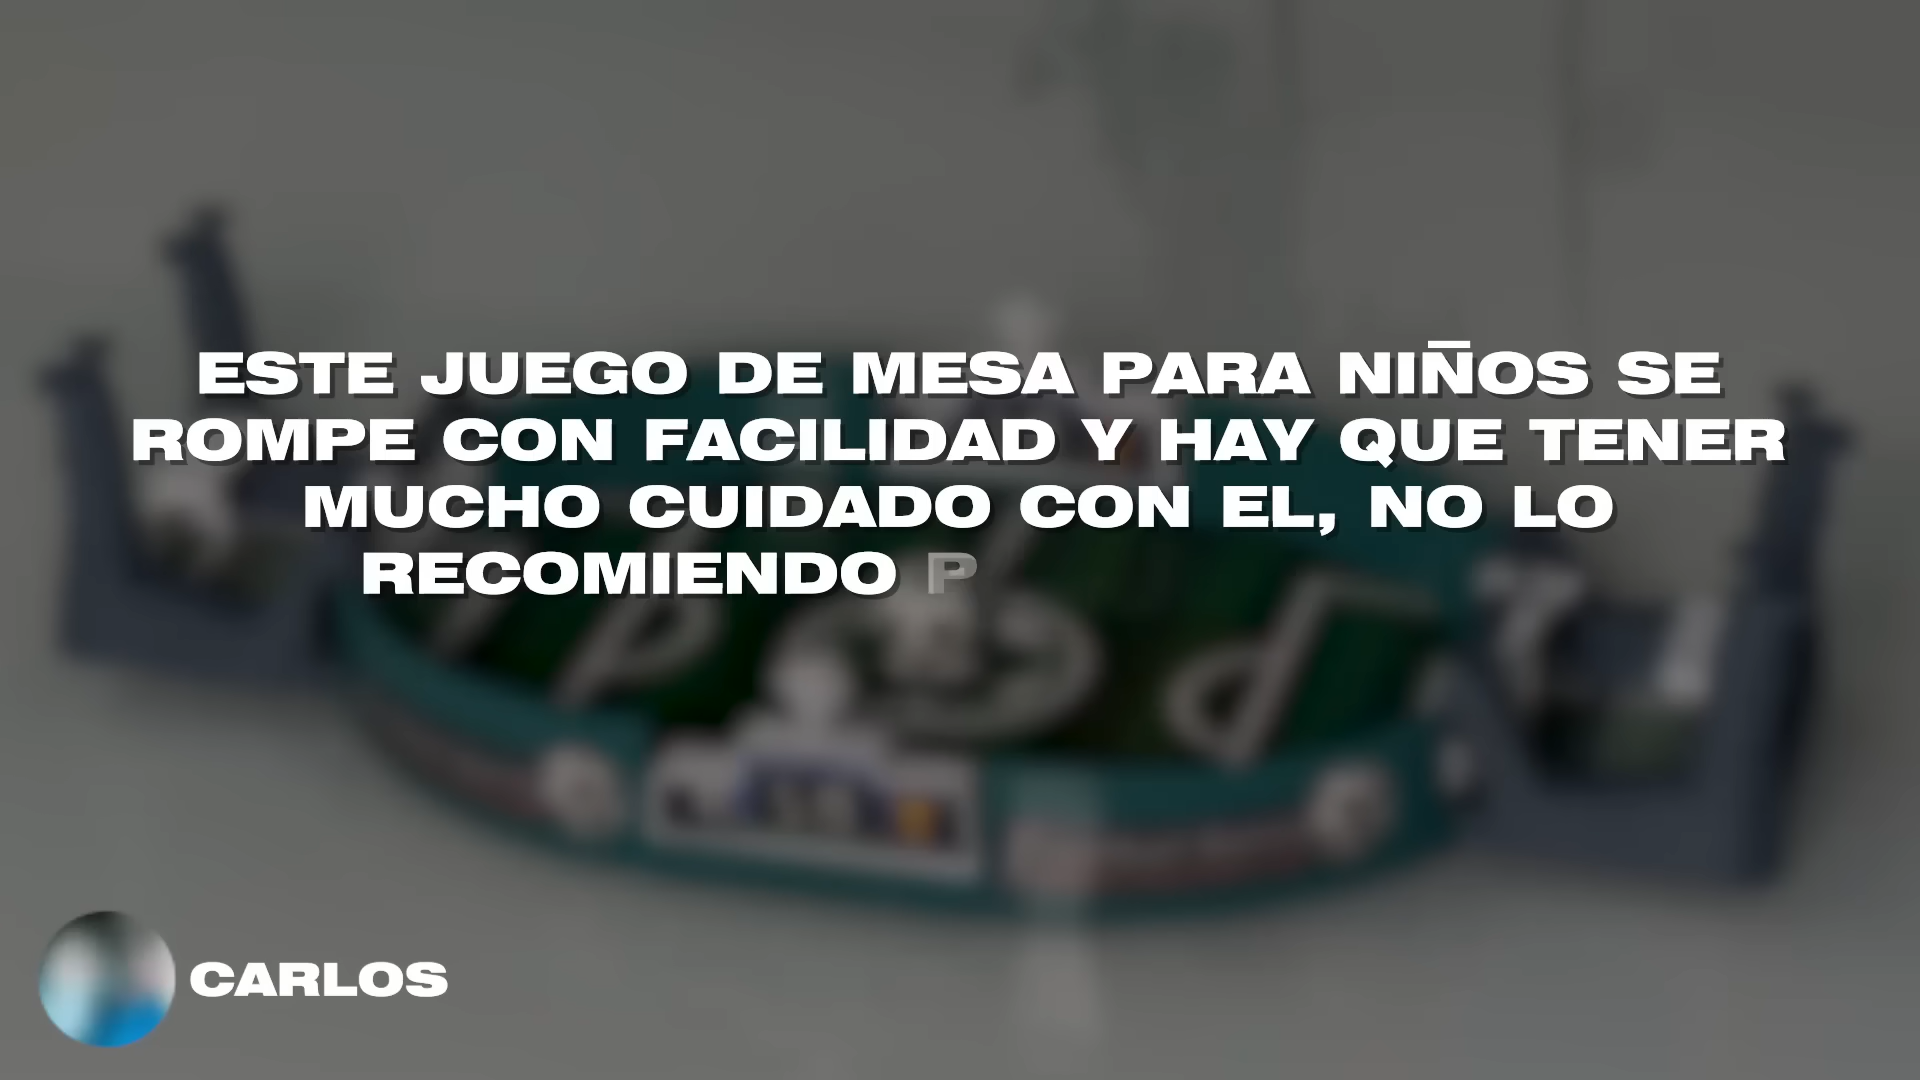 ESTE JUEGO DE MESA PARA NIÑOS SE
ROMPE CON FACILIDAD Y HAY QUE TENER
MUCHO CUIDADO CON EL, NO LO
RECOMIENDO P
CARLOS